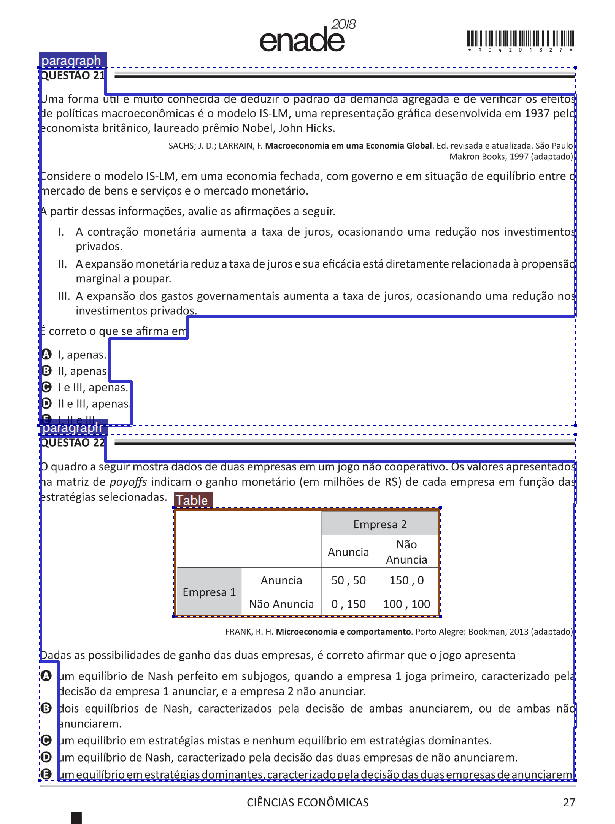 enade2018
paragraph
QUESTÃO 21
Uma forma útil e muito conhecida de deduzir o padrão da demanda agregada e de verificar os efeitos
de políticas macroeconômicas é o modelo IS-LM, uma representação gráfica desenvolvida em 1937 pelo
economista britânico, laureado prêmio Nobel, John Hicks.
SACHS; J. D.; LARRAIN, F. Macroeconomia em uma Economia Global. Ed. revisada e atualizada. São Paulo:
Makron Books, 1997 (adaptado)
Considere o modelo IS-LM, em uma economia fechada, com governo e em situação de equilíbrio entre o
mercado de bens e serviços e o mercado monetário.
A partir dessas informações, avalie as afirmações a seguir.
I. A contração monetária aumenta a taxa de juros, ocasionando uma redução nos investimentos
privados.
II. A expansão monetária reduz a taxa de juros e sua eficácia está diretamente relacionada à propensão
marginal a poupar.
III. A expansão dos gastos governamentais aumenta a taxa de juros, ocasionando uma redução nos
investimentos privados.
É correto o que se afirma em
A I, apenas.
B II, apenas
C I e III, apenas.
D II e III, apenas.
E I, II e III.
paragraph
QUESTÃO 22
O quadro a seguir mostra dados de duas empresas em um jogo não cooperativo. Os valores apresentados
na matriz de payoffs indicam o ganho monetário (em milhões de R$) de cada empresa em função das
estratégias selecionadas.
Table
Empresa 2
Anuncia Não
Anuncia
Empresa 1 Anuncia 50 , 50 150 , 0
Não Anuncia 0 , 150 100 , 100
FRANK, R. H. Microeconomia e comportamento. Porto Alegre: Bookman, 2013 (adaptado)
Dadas as possibilidades de ganho das duas empresas, é correto afirmar que o jogo apresenta
A um equilíbrio de Nash perfeito em subjogos, quando a empresa 1 joga primeiro, caracterizado pela
decisão da empresa 1 anunciar, e a empresa 2 não anunciar.
B dois equilíbrios de Nash, caracterizados pela decisão de ambas anunciarem, ou de ambas não
anunciarem.
C um equilíbrio em estratégias mistas e nenhum equilíbrio em estratégias dominantes.
D um equilíbrio de Nash, caracterizado pela decisão das duas empresas de não anunciarem.
E um equilíbrio em estratégias dominantes, caracterizado pela decisão das duas empresas de anunciarem.
CIÊNCIAS ECONÔMICAS 27